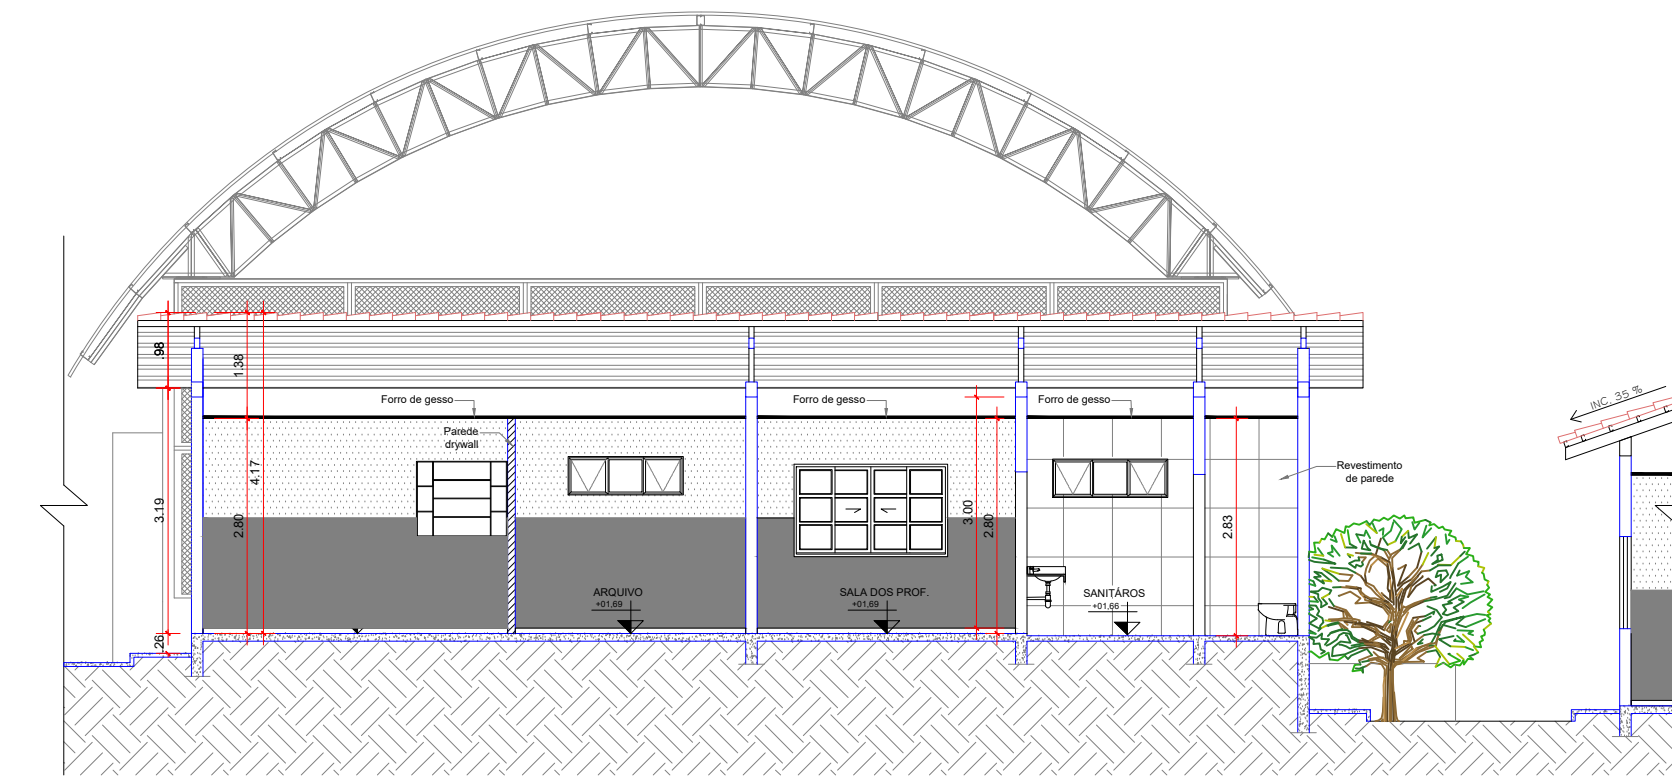 INC. 35 %
.98
1.38
Forro de gesso
Forro de gesso
Forro de gesso
Parede
drywall
Revestimento
de parede
4.17
3.19
2.80
3.00
2.80
2.83
ARQUIVO
+01,69
SALA DOS PROF.
+01,69
SANITÁROS
+01,66
.26